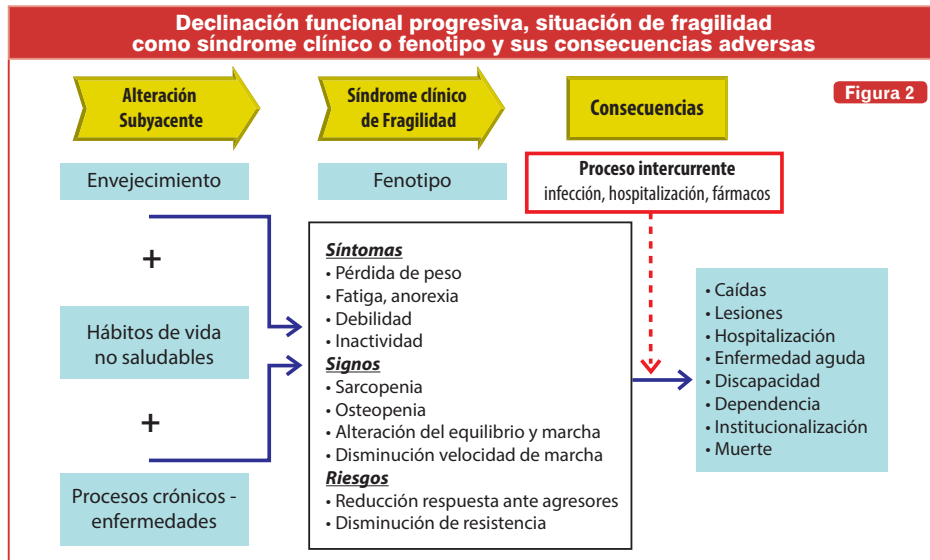 Declinación funcional progresiva, situación de fragilidad
como síndrome clínico o fenotipo y sus consecuencias adversas
Figura 2
Alteración
Subyacente
Síndrome clínico
de Fragilidad
Consecuencias
Envejecimiento
+
Hábitos de vida
no saludables
+
Procesos crónicos -
enfermedades
Fenotipo
Síntomas
• Pérdida de peso
• Fatiga, anorexia
• Debilidad
• Inactividad
Signos
• Sarcopenia
• Osteopenia
• Alteración del equilibrio y marcha
• Disminución velocidad de marcha
Riesgos
• Reducción respuesta ante agresores
• Disminución de resistencia
Proceso intercurrente
infección, hospitalización, fármacos
• Caídas
• Lesiones
• Hospitalización
• Enfermedad aguda
• Discapacidad
• Dependencia
• Institucionalización
• Muerte